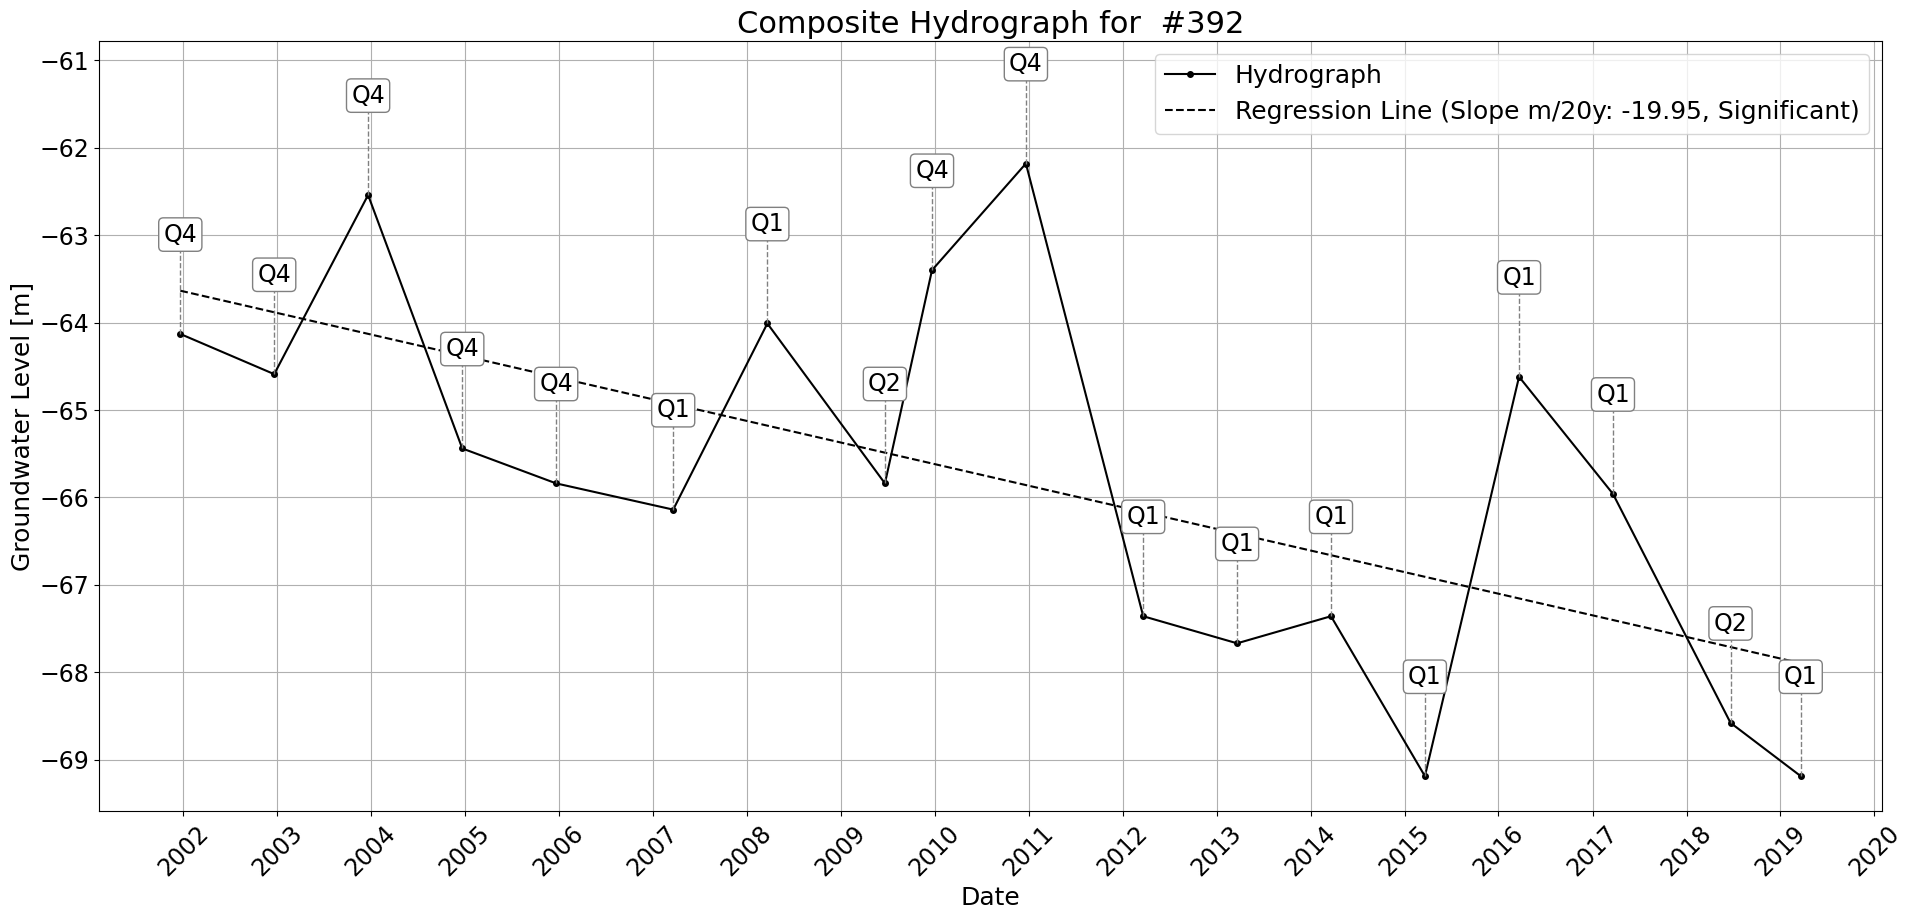 Composite Hydrograph for  #392
Hydrograph
Regression Line (Slope m/20y: -19.95, Significant)
Groundwater Level [m]
−61
−62
−63
−64
−65
−66
−67
−68
−69
Q4
Q4
Q4
Q4
Q4
Q1
Q1
Q2
Q4
Q4
Q1
Q1
Q1
Q1
Q1
Q1
Q2
Q1
2002
2003
2004
2005
2006
2007
2008
2009
2010
2011
2012
2013
2014
2015
2016
2017
2018
2019
2020
Date